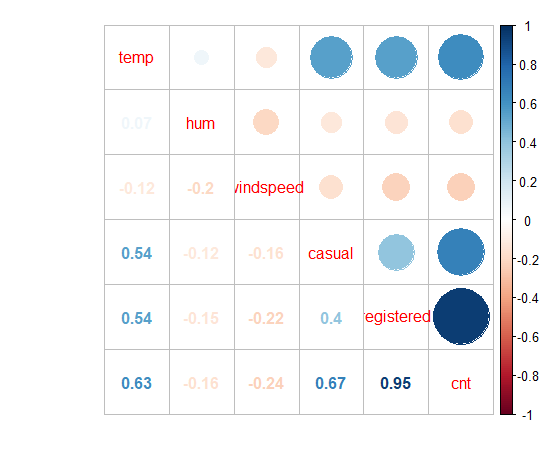 temp
0.07 hum
-0.12 -0.2 windspeed
0.54 -0.12 -0.16 casual
0.54 -0.15 -0.22 0.4 registered
0.63 -0.16 -0.24 0.67 0.95 cnt
1
0.8
0.6
0.4
0.2
0
-0.2
-0.4
-0.6
-0.8
-1